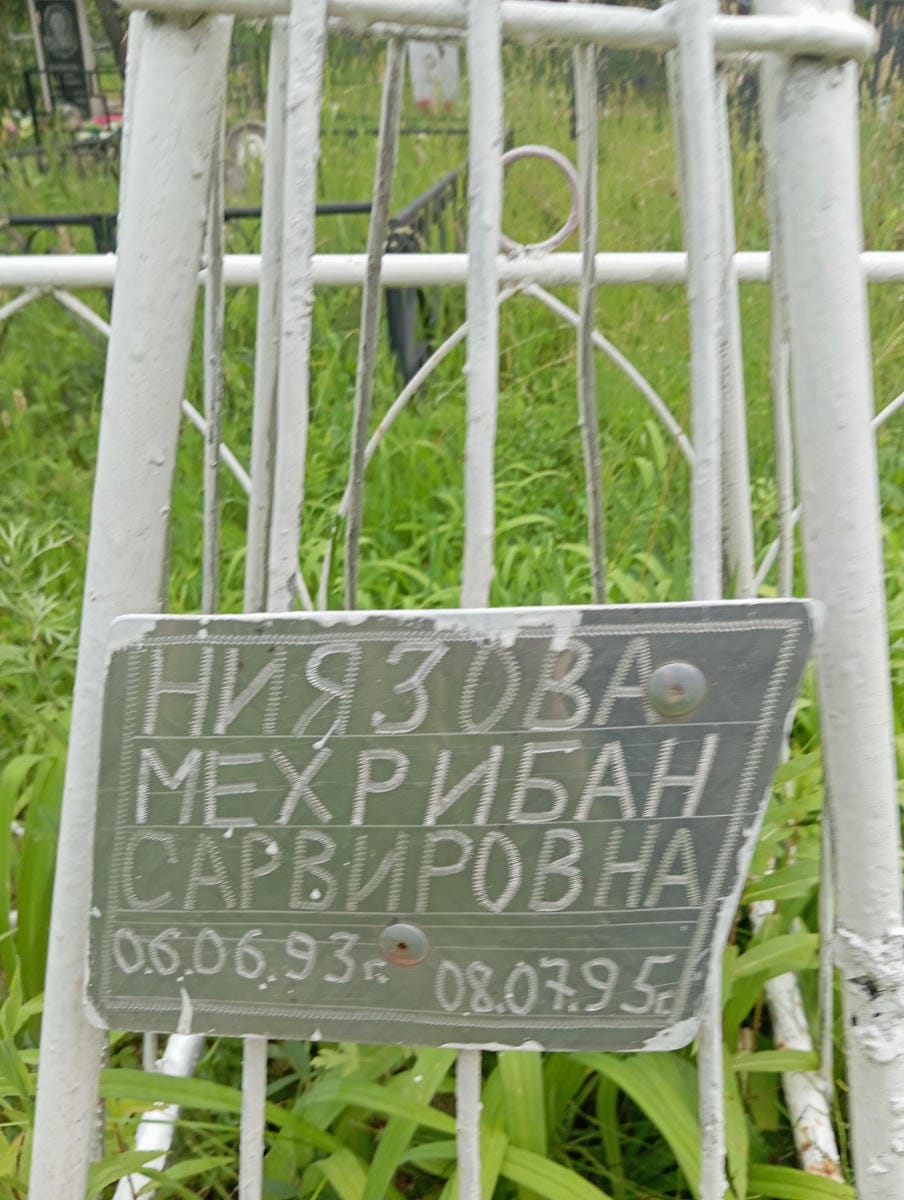 НИЯЗОВА
МЕХРИБАН
САРВИРОВНА
06.06.93г. 08.07.95г.